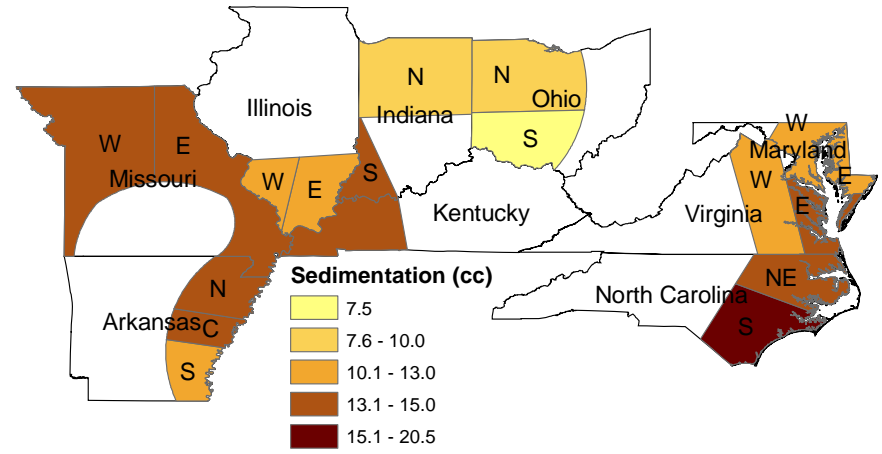 N
N
Illinois
Indiana
Ohio
W
W
E
S
Maryland
Missouri
W
E
S
W
E
E
Kentucky
Virginia
Sedimentation (cc)
NE
N
7.5
North Carolina
Arkansas
C
S
7.6 - 10.0
S
10.1 - 13.0
13.1 - 15.0
15.1 - 20.5